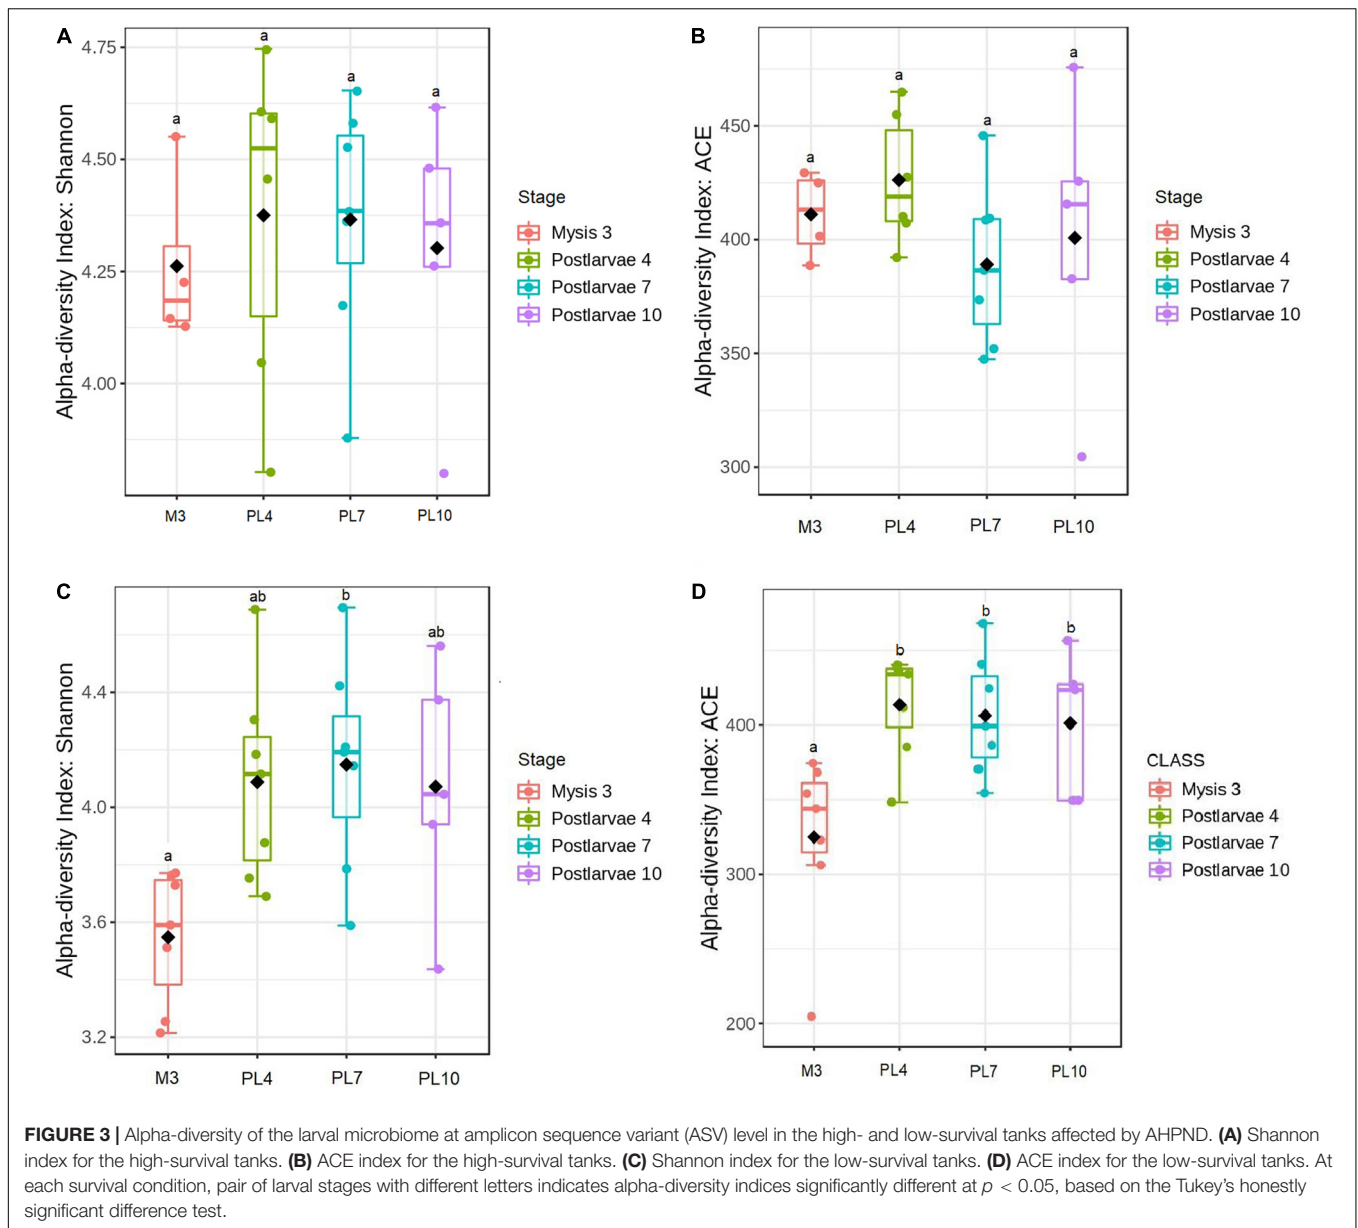 A
Alpha-diversity Index: Shannon
4.75
4.50
4.25
4.00
a
a
a
a
M3 PL4 PL7 PL10
Stage
Mysis 3
Postlarvae 4
Postlarvae 7
Postlarvae 10
B
Alpha-diversity Index: ACE
450
400
350
300
a
a
a
a
M3 PL4 PL7 PL10
Stage
Mysis 3
Postlarvae 4
Postlarvae 7
Postlarvae 10
C
Alpha-diversity Index: Shannon
4.4
4.0
3.6
3.2
a
ab
b
ab
M3 PL4 PL7 PL10
Stage
Mysis 3
Postlarvae 4
Postlarvae 7
Postlarvae 10
D
Alpha-diversity Index: ACE
400
300
200
a
b
b
b
M3 PL4 PL7 PL10
CLASS
Mysis 3
Postlarvae 4
Postlarvae 7
Postlarvae 10
FIGURE 3 | Alpha-diversity of the larval microbiome at amplicon sequence variant (ASV) level in the high- and low-survival tanks affected by AHPND. (A) Shannon
index for the high-survival tanks. (B) ACE index for the high-survival tanks. (C) Shannon index for the low-survival tanks. (D) ACE index for the low-survival tanks. At
each survival condition, pair of larval stages with different letters indicates alpha-diversity indices significantly different at p < 0.05, based on the Tukey's honestly
significant difference test.